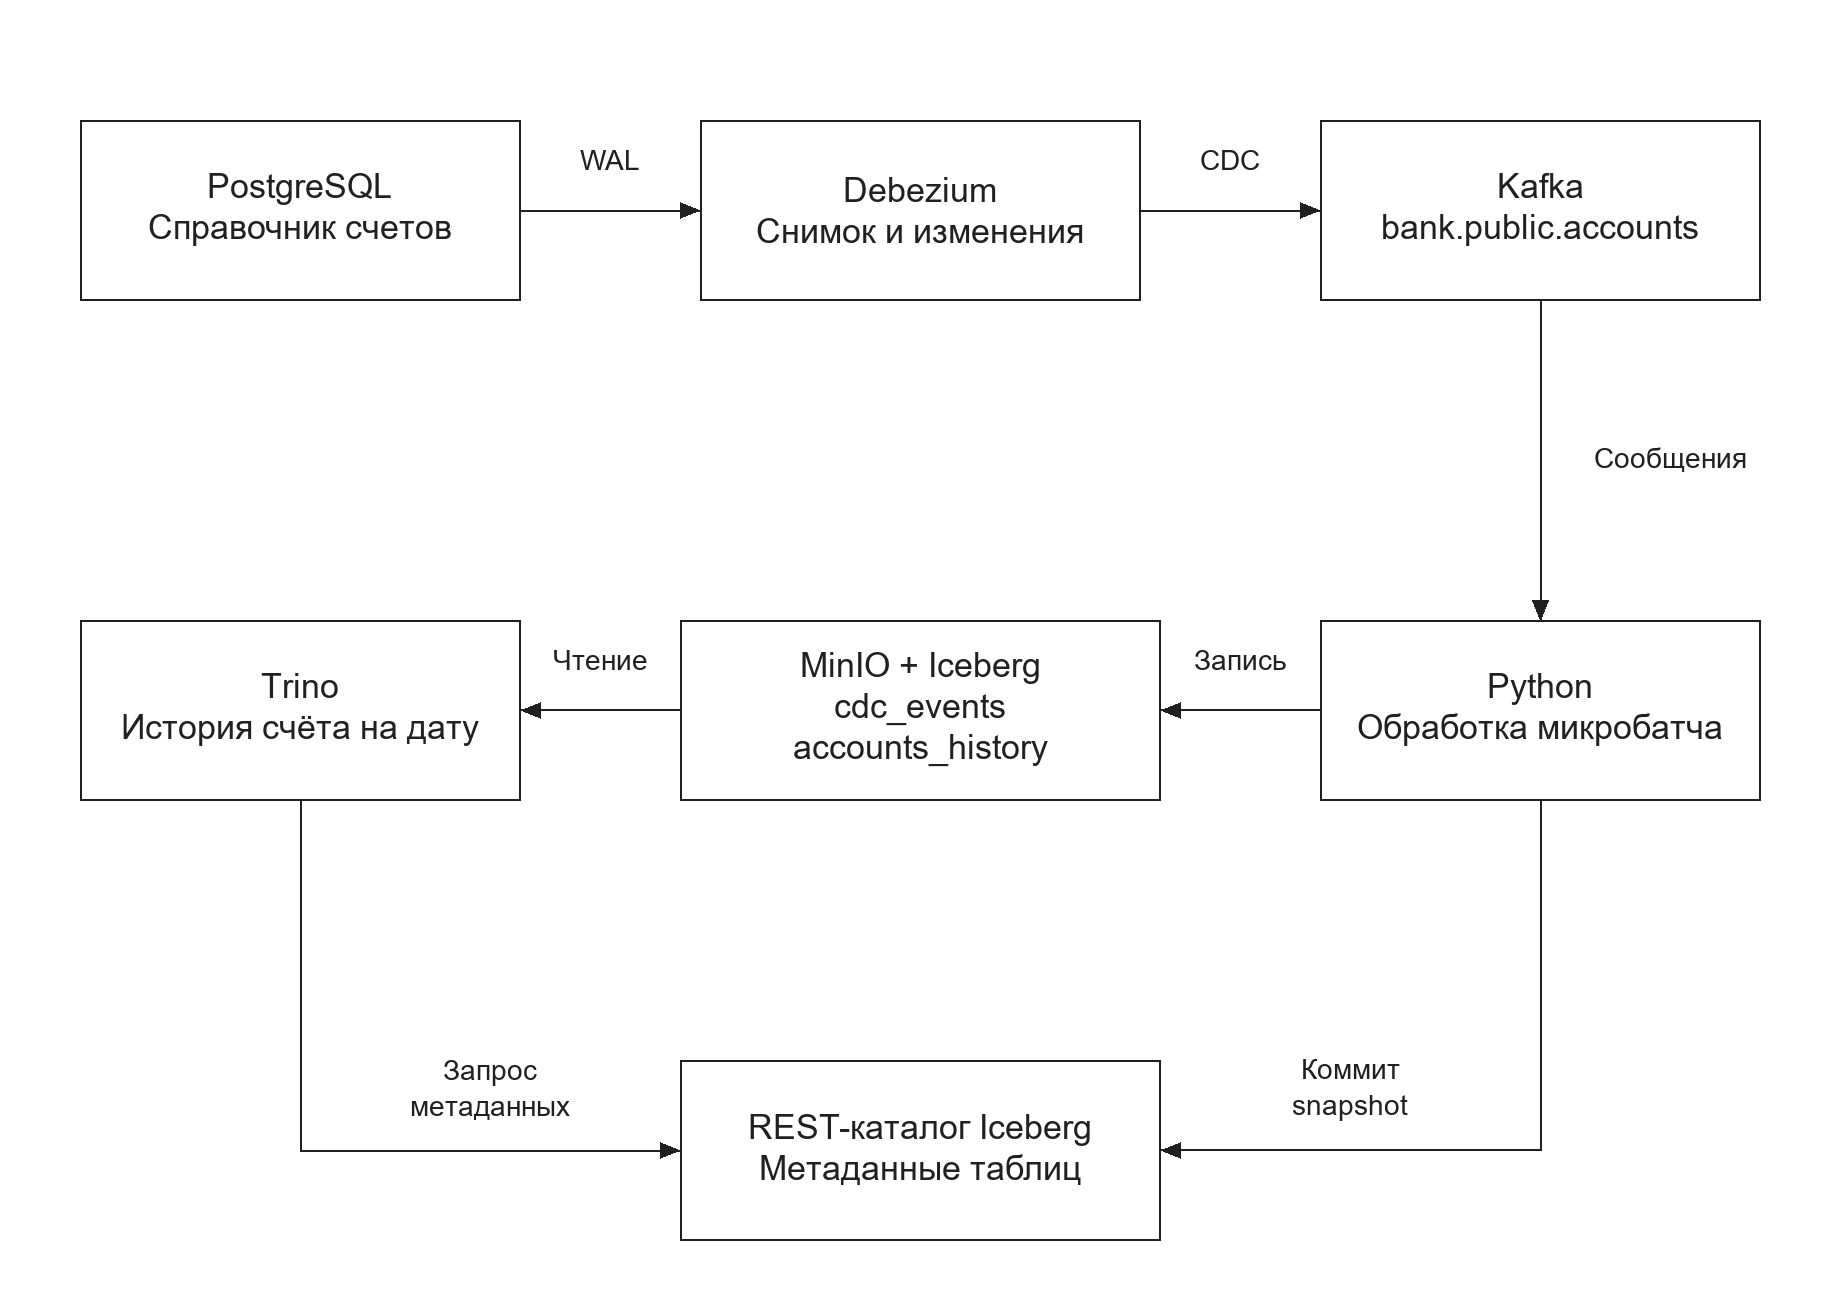 PostgreSQL
Справочник счетов
WAL
Debezium
Снимок и изменения
CDC
Kafka
bank.public.accounts
Сообщения
Trino
История счёта на дату
Чтение
MinIO + Iceberg
cdc_events
accounts_history
Запись
Python
Обработка микробатча
Запрос
метаданных
REST-каталог Iceberg
Метаданные таблиц
Коммит
snapshot